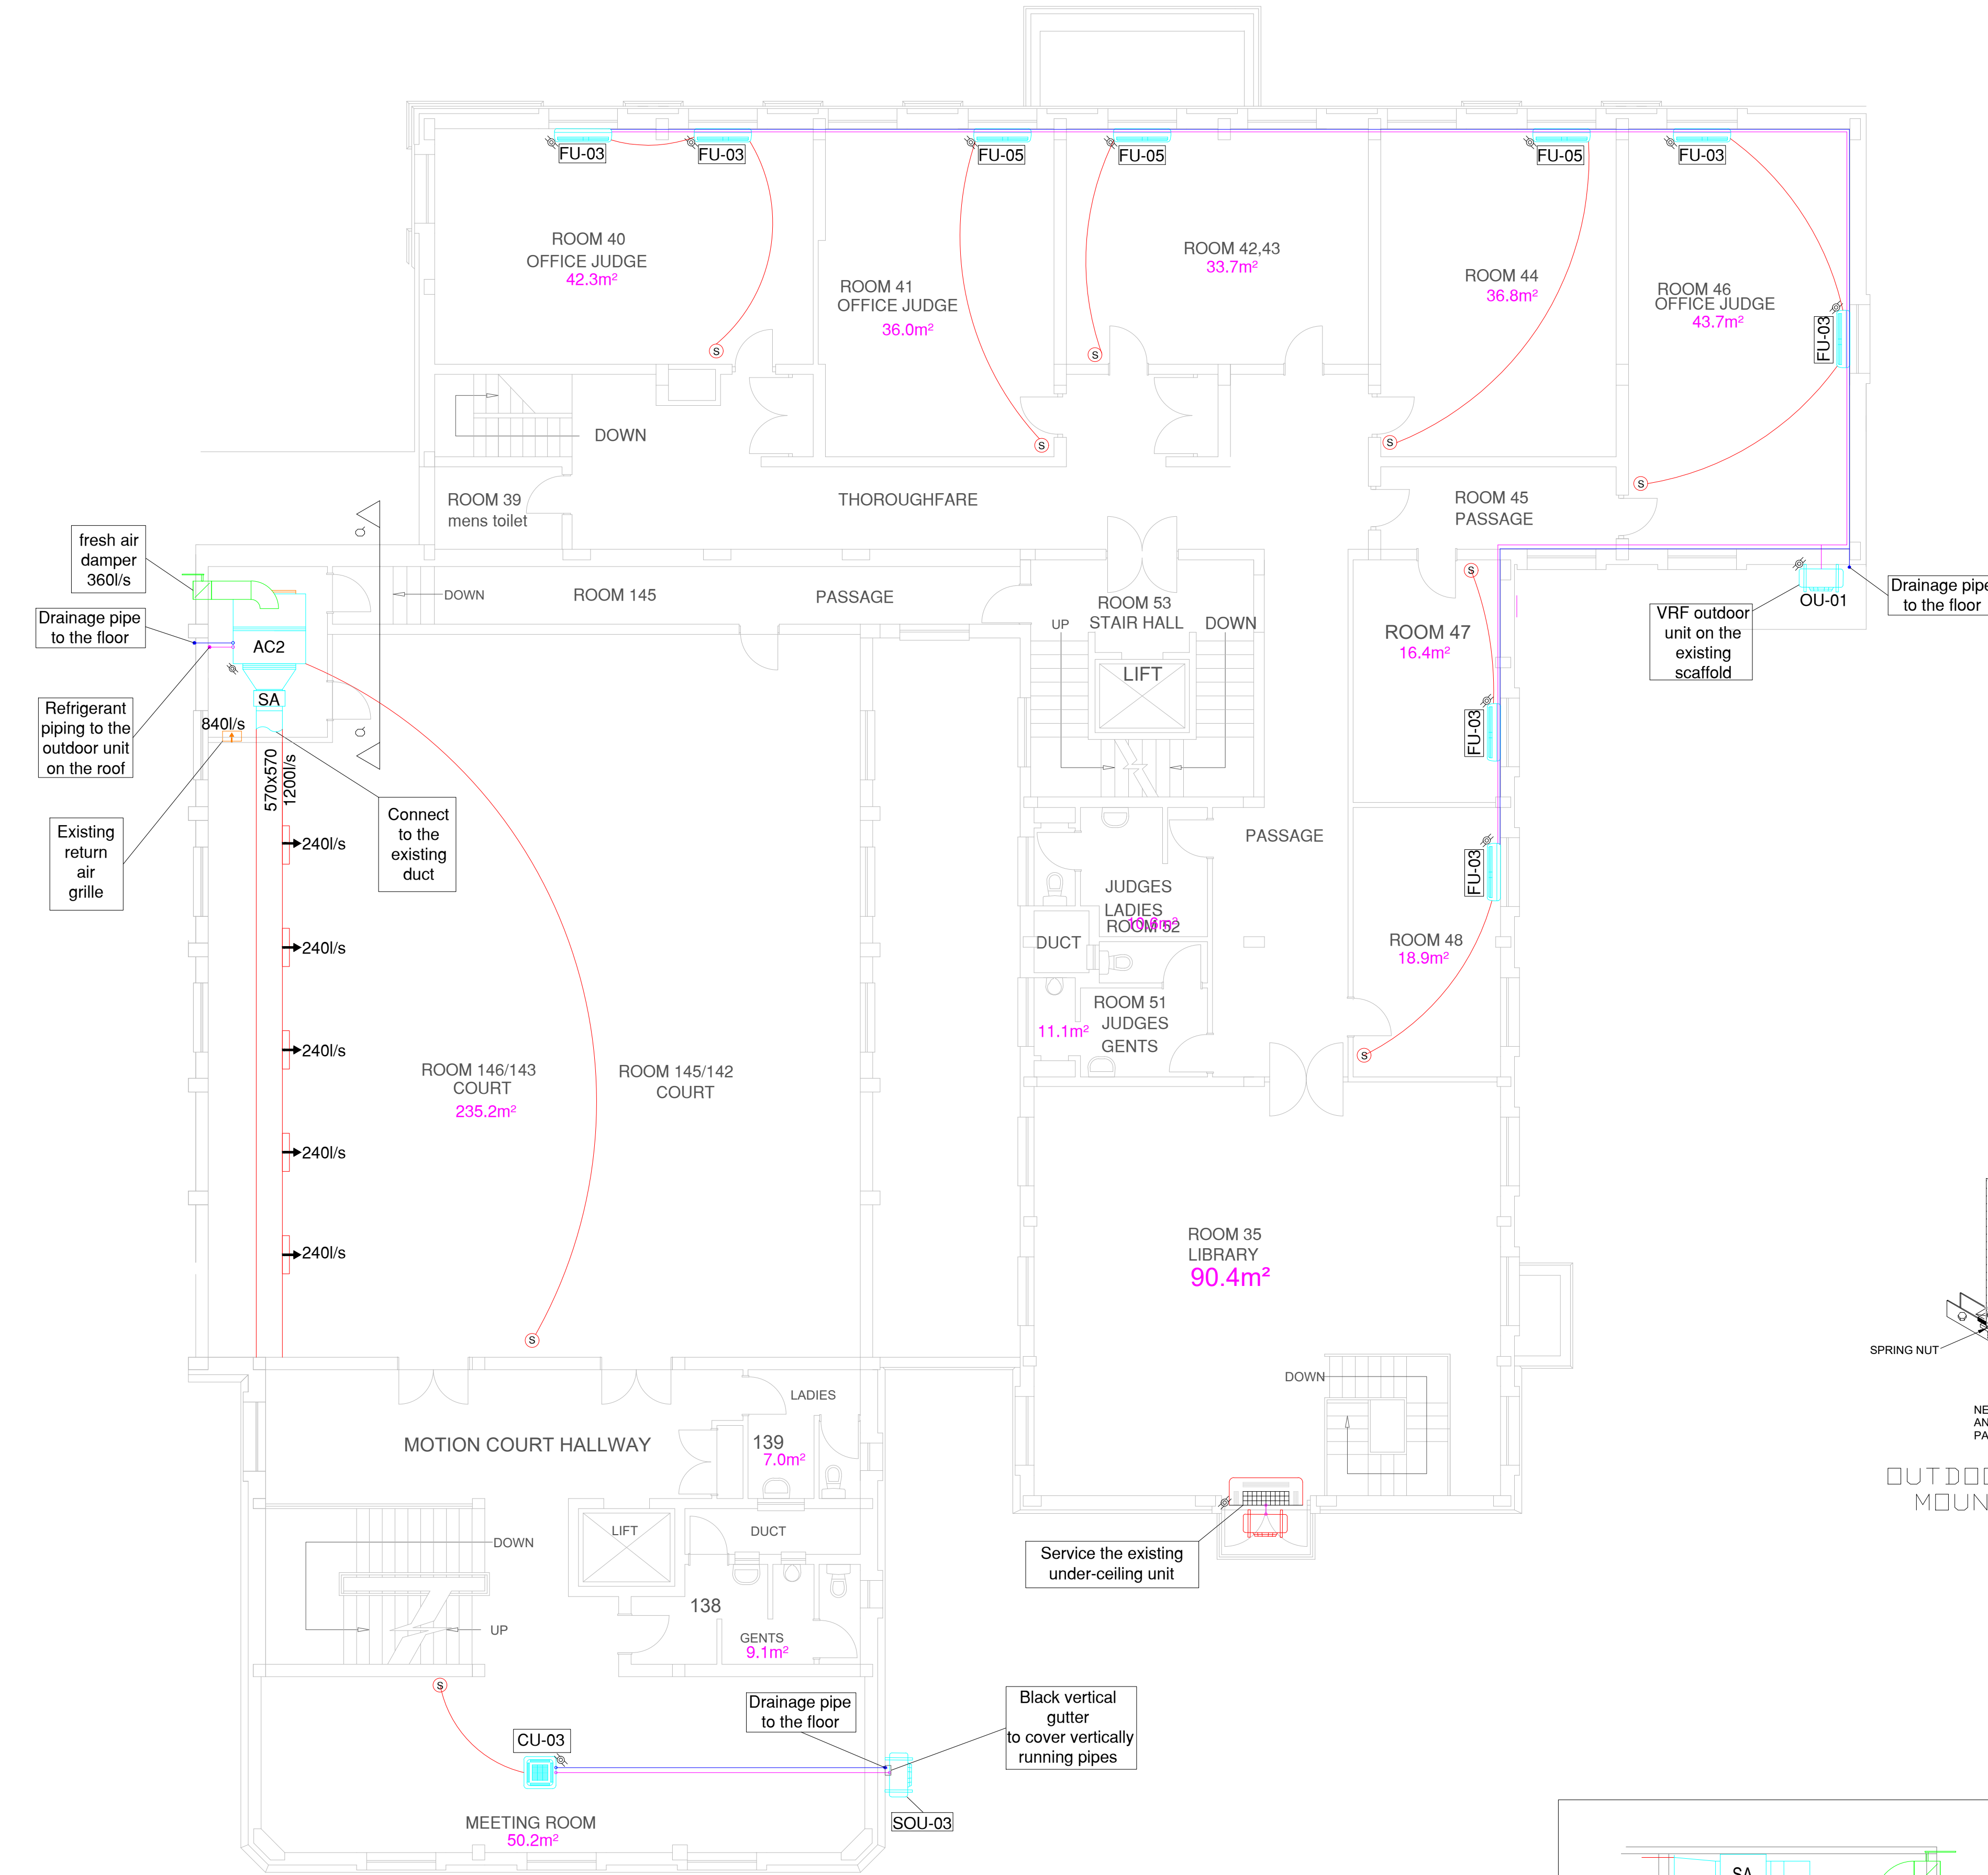 FU-03
FU-03
FU-05
FU-05
FU-05
FU-03
ROOM 40
OFFICE JUDGE
42.3m²
ROOM 41
OFFICE JUDGE
36.0m²
ROOM 42,43
33.7m²
ROOM 44
36.8m²
ROOM 46
OFFICE JUDGE
43.7m²
FU-03
S
S
S
S
S
DOWN
ROOM 39
mens toilet
THOROUGHFARE
ROOM 45
PASSAGE
fresh air
damper
360l/s
Drainage pipe
to the floor
AC2
SA
Refrigerant
piping to the
outdoor unit
on the roof
840l/s
570x570
1200l/s
Existing
return
air
grille
Connect
to the
existing
duct
DOWN
ROOM 145
PASSAGE
ROOM 53
STAIR HALL
UP
DOWN
LIFT
S
ROOM 47
16.4m²
FU-03
VRF outdoor
unit on the
existing
scaffold
OU-01
Drainage pipe
to the floor
240l/s
240l/s
240l/s
240l/s
240l/s
PASSAGE
FU-03
JUDGES
LADIES
10.6m²
ROOM 52
DUCT
ROOM 48
18.9m²
ROOM 51
JUDGES
GENTS
11.1m²
S
ROOM 146/143
COURT
235.2m²
ROOM 145/142
COURT
S
ROOM 35
LIBRARY
90.4m²
DOWN
SPRING NUT
NE
AN
PA
OUTDOO
MOUN
LADIES
MOTION COURT HALLWAY
139
7.0m²
DOWN
LIFT
DUCT
138
UP
GENTS
9.1m²
Service the existing
under-ceiling unit
S
CU-03
Drainage pipe
to the floor
Black vertical
gutter
to cover vertically
running pipes
SOU-03
MEETING ROOM
50.2m²
SA